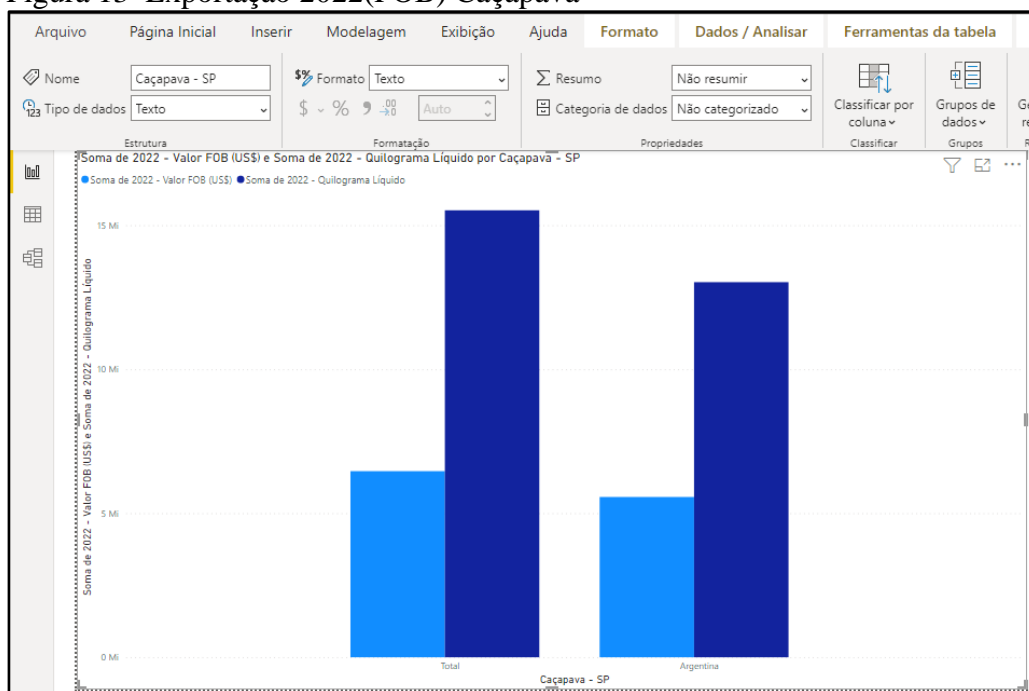 Figura 13- Exportação 2022(FOB) Caçapava
Arquivo Página Inicial Inserir Modelagem Exibição Ajuda Formato Dados / Analisar Ferramentas da tabela
Nome Caçapava - SP $% Formato Texto Σ Resumo Não resumir
Tipo de dados Texto $ % 9 .00 Auto Categoria de dados Não categorizado
Classificar por coluna
Grupos de dados
Estrutura Formatação Propriedades Classificar Grupos
Soma de 2022 - Valor FOB (US$) e Soma de 2022 - Quilograma Líquido por Caçapava - SP
Soma de 2022 - Valor FOB (US$) Soma de 2022 - Quilograma Líquido
Soma de 2022 - Valor FOB (US$) e Soma de 2022 - Quilograma Líquido
15 Mi
10 Mi
5 Mi
0 Mi
Total Argentina
Caçapava - SP